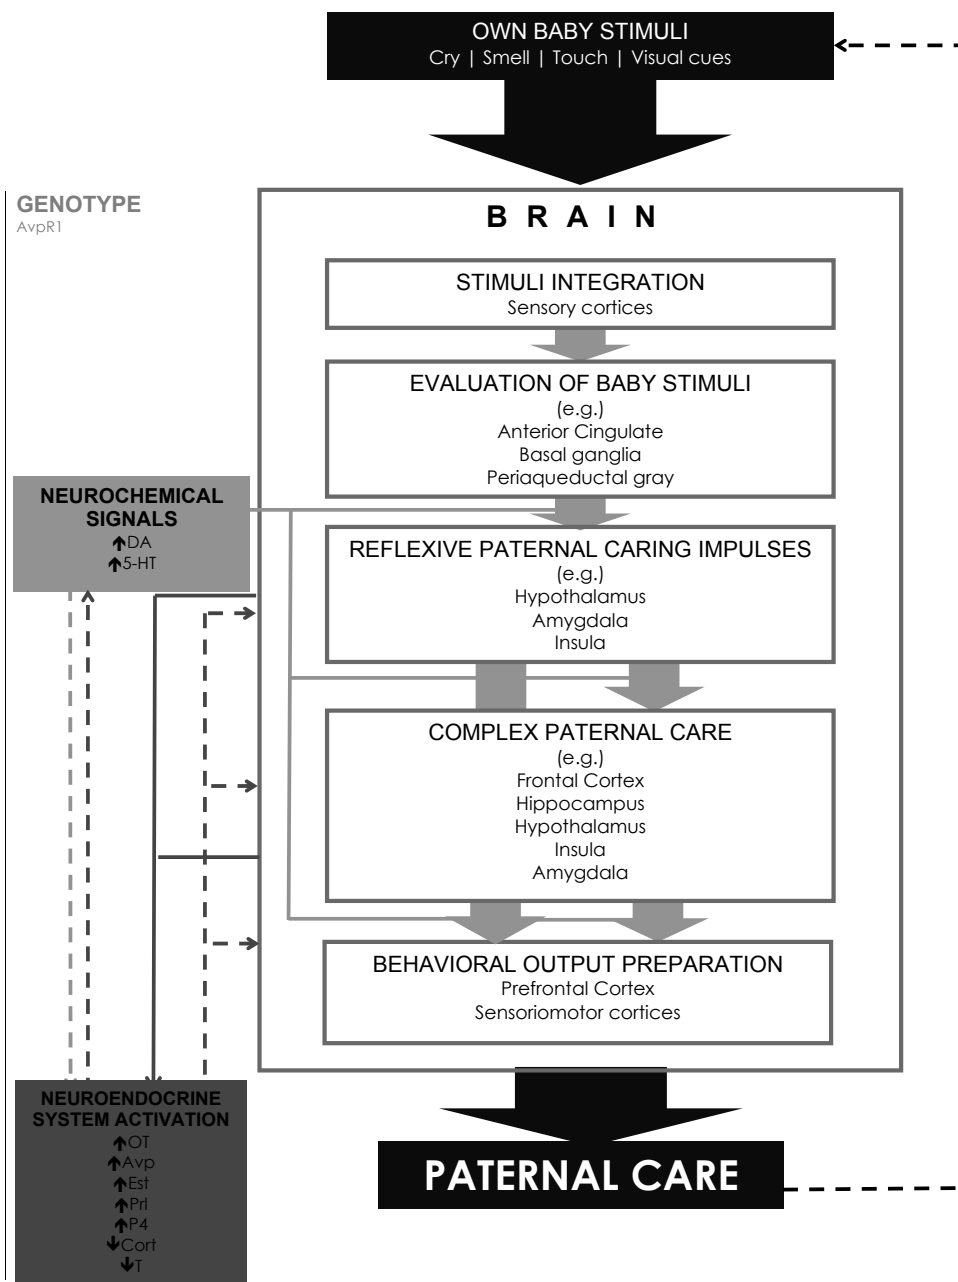 OWN BABY STIMULI
Cry | Smell | Touch | Visual cues
GENOTYPE
AvpR1
B R A I N
STIMULI INTEGRATION
Sensory cortices
EVALUATION OF BABY STIMULI
(e.g.)
Anterior Cingulate
Basal ganglia
Periaqueductal gray
NEUROCHEMICAL
SIGNALS
↑DA
↑5-HT
REFLEXIVE PATERNAL CARING IMPULSES
(e.g.)
Hypothalamus
Amygdala
Insula
COMPLEX PATERNAL CARE
(e.g.)
Frontal Cortex
Hippocampus
Hypothalamus
Insula
Amygdala
BEHAVIORAL OUTPUT PREPARATION
Prefrontal Cortex
Sensoriomotor cortices
NEUROENDOCRINE
SYSTEM ACTIVATION
↑OT
↑Avp
↑Est
↑Prl
↑P4
↓Cort
↓T
PATERNAL CARE